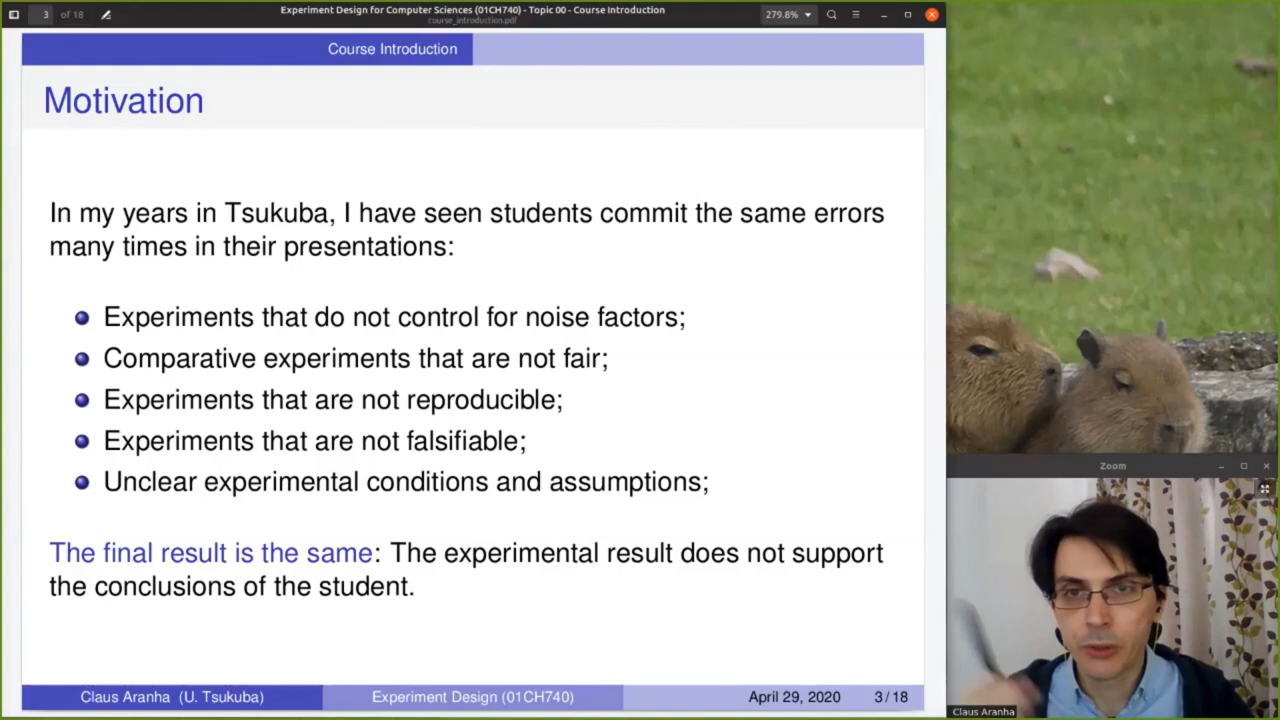 3 of 18
Experiment Design for Computer Sciences (01CH740) - Topic 00 - Course Introduction
course_introduction.pdf
279.8%
Course Introduction
Motivation
In my years in Tsukuba, I have seen students commit the same errors
many times in their presentations:
Experiments that do not control for noise factors;
Comparative experiments that are not fair;
Experiments that are not reproducible;
Experiments that are not falsifiable;
Unclear experimental conditions and assumptions;
The final result is the same: The experimental result does not support
the conclusions of the student.
Claus Aranha (U. Tsukuba) Experiment Design (01CH740) April 29, 2020 3 / 18
Zoom
Claus Aranha